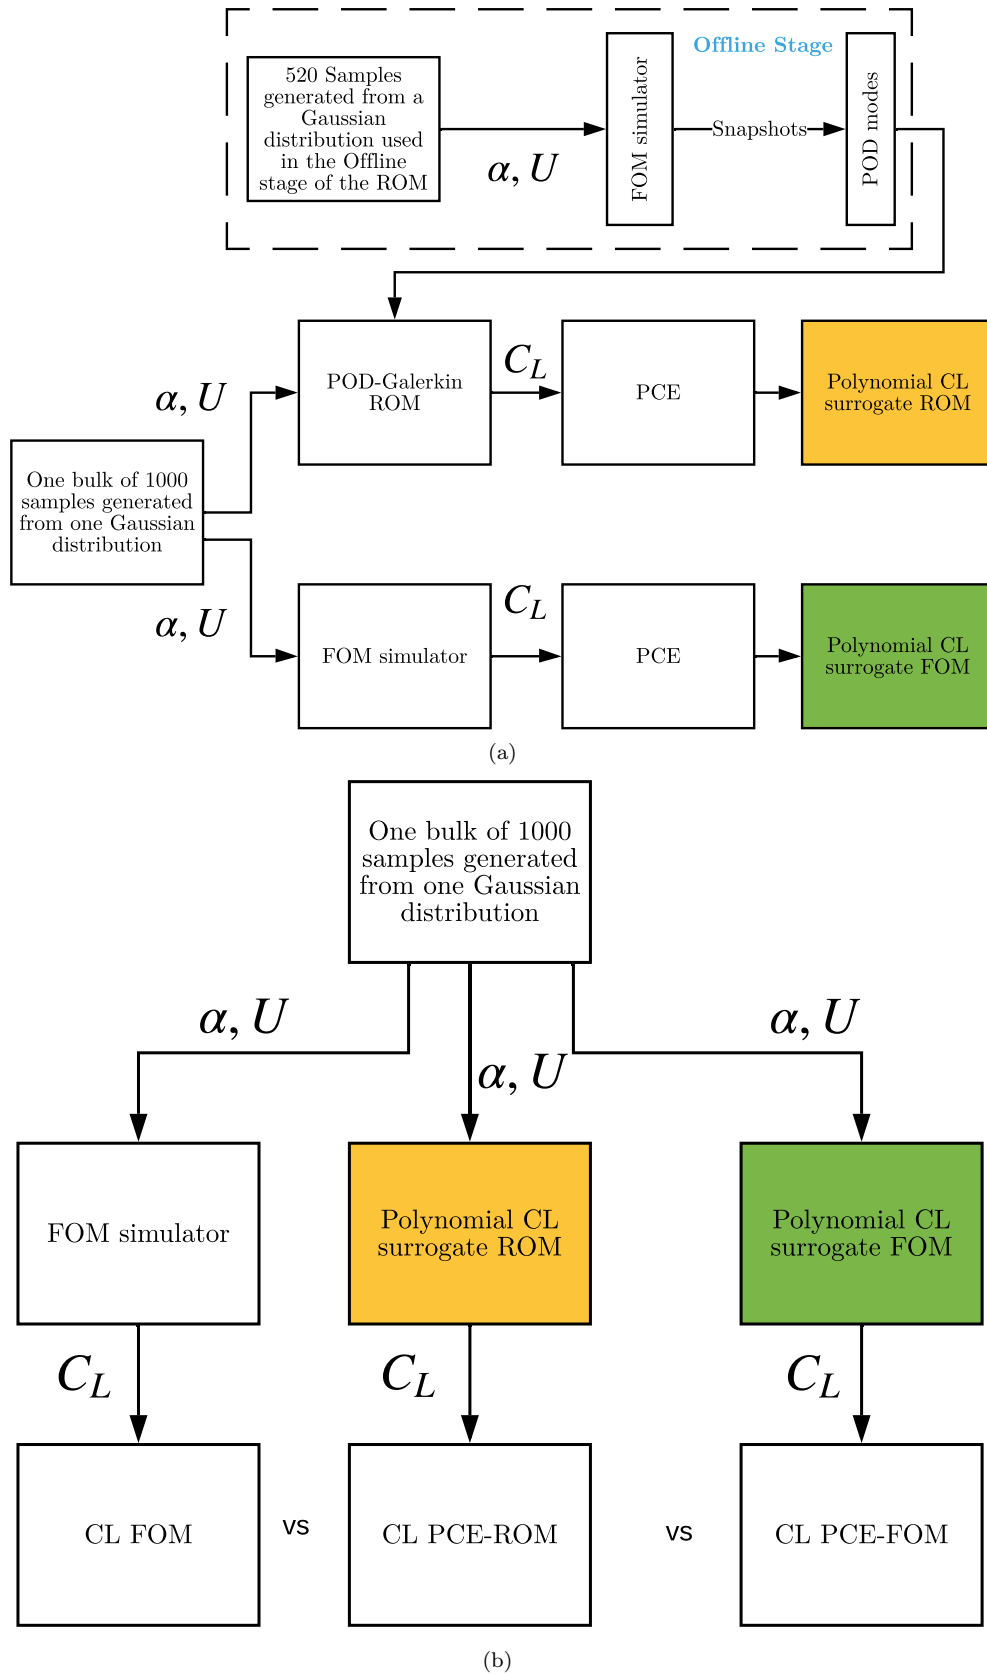 Offline Stage
520 Samples
generated from a
Gaussian
distribution used
in the Offline
stage of the ROM
α, U
FOM simulator
Snapshots
POD modes
α, U
POD-Galerkin
ROM
C_L
PCE
Polynomial CL
surrogate ROM
One bulk of 1000
samples generated
from one Gaussian
distribution
α, U
FOM simulator
C_L
PCE
Polynomial CL
surrogate FOM
(a)
One bulk of 1000
samples generated
from one Gaussian
distribution
α, U
α, U
α, U
FOM simulator
Polynomial CL
surrogate ROM
Polynomial CL
surrogate FOM
C_L
C_L
C_L
CL FOM
vs
CL PCE-ROM
vs
CL PCE-FOM
(b)